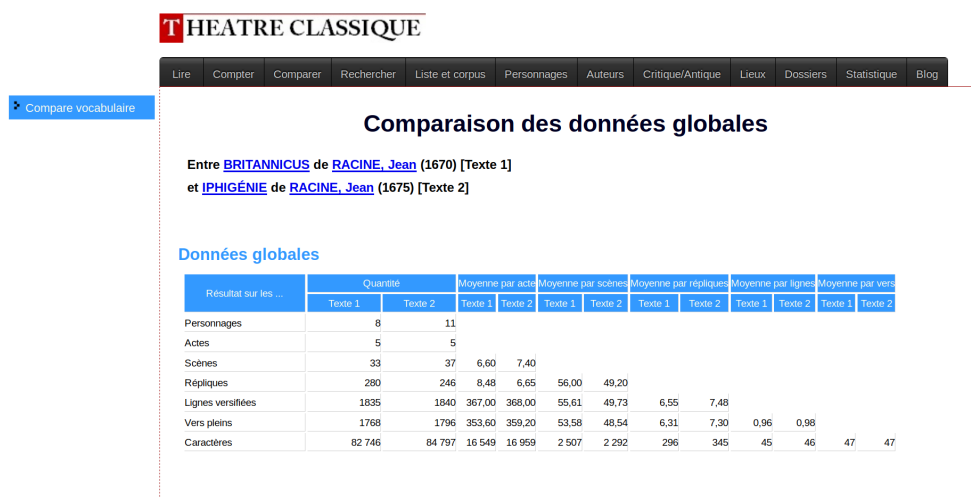 THEATRE CLASSIQUE
Lire Compter Comparer Rechercher Liste et corpus Personnages Auteurs Critique/Antique Lieux Dossiers Statistique Blog
Compare vocabulaire
Comparaison des données globales
Entre BRITANNICUS de RACINE, Jean (1670) [Texte 1]
et IPHIGÉNIE de RACINE, Jean (1675) [Texte 2]
Données globales
Résultat sur les ... Quantité Moyenne par acte Moyenne par scènes Moyenne par répliques Moyenne par lignes Moyenne par vers
Texte 1 Texte 2 Texte 1 Texte 2 Texte 1 Texte 2 Texte 1 Texte 2 Texte 1 Texte 2 Texte 1 Texte 2
Personnages 8 11
Actes 5 5
Scènes 33 37 6,60 7,40
Répliques 280 246 8,48 6,65 56,00 49,20
Lignes versifiées 1835 1840 367,00 368,00 55,61 49,73 6,55 7,48
Vers pleins 1768 1796 353,60 359,20 53,58 48,54 6,31 7,30 0,96 0,98
Caractères 82 746 84 797 16 549 16 959 2 507 2 292 296 345 45 46 47 47